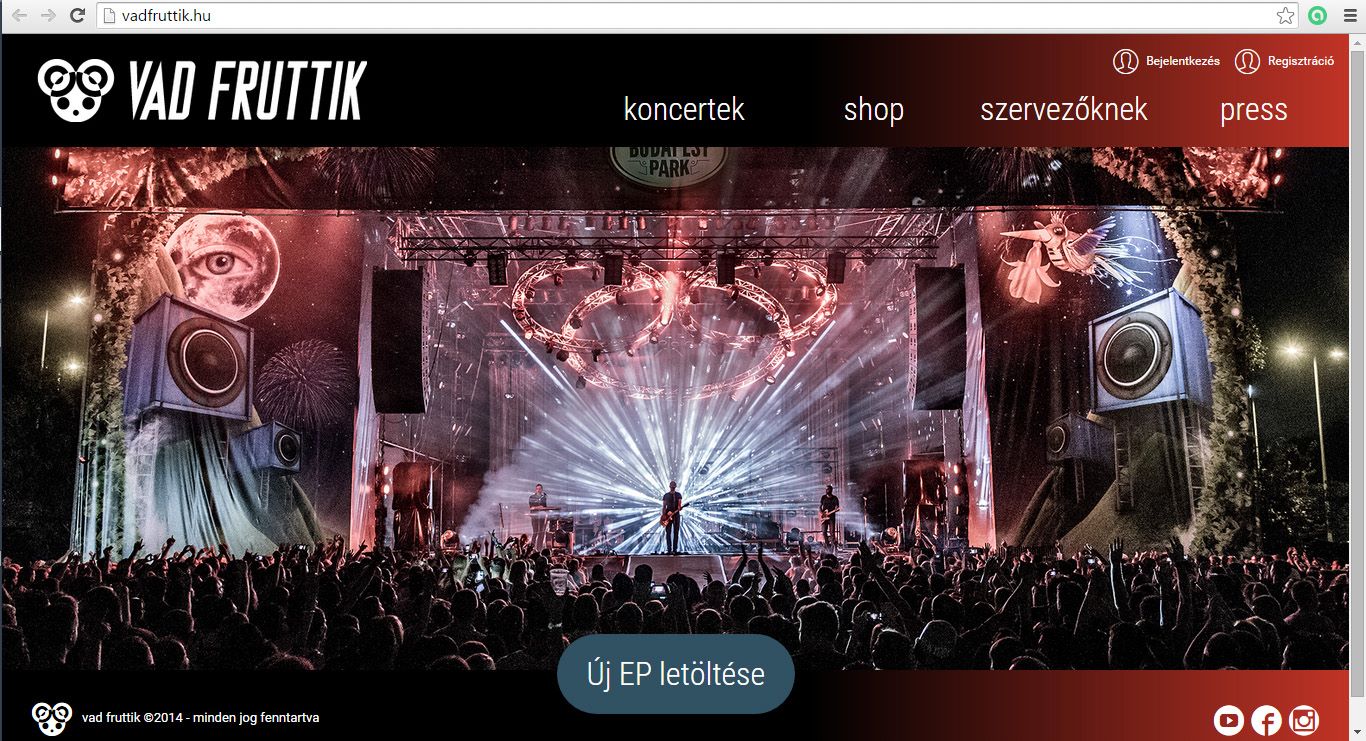 vadfruttik.hu
VAD FRUTTIK
Bejelentkezés Regisztráció
koncertek shop szervezőknek press
BUDAPEST
PARK
Új EP letöltése
vad fruttik ©2014 - minden jog fenntartva